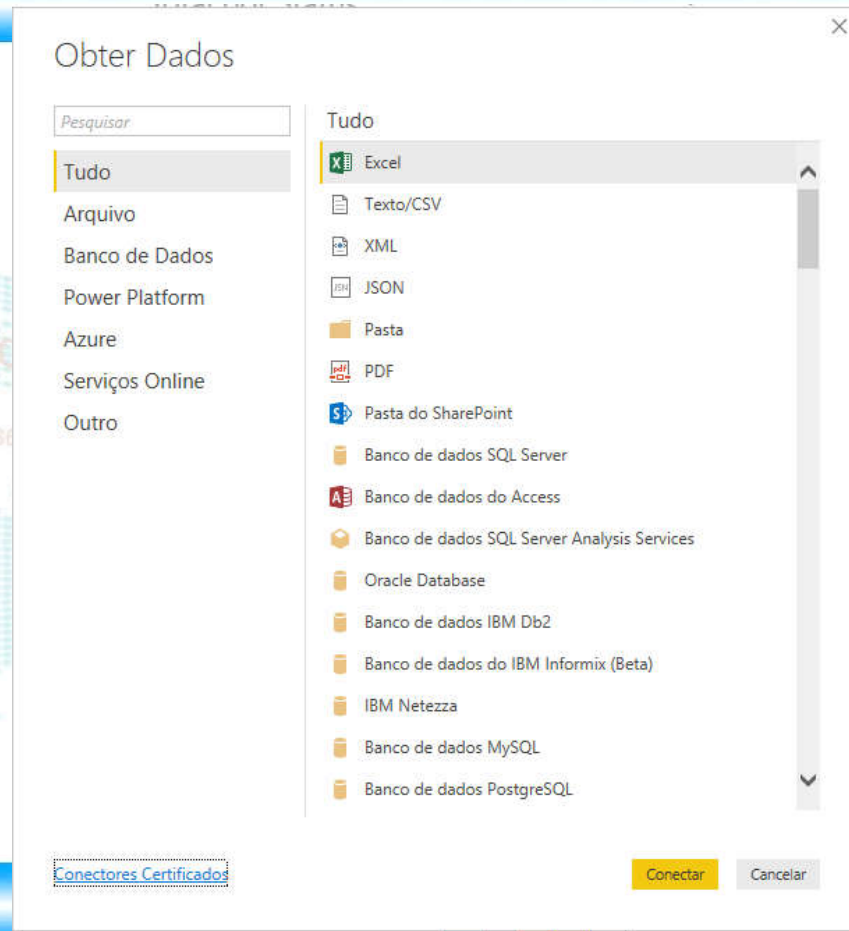 Obter Dados
Pesquisar
Tudo
Arquivo
Banco de Dados
Power Platform
Azure
Serviços Online
Outro
Tudo
Excel
Texto/CSV
XML
JSON
Pasta
PDF
Pasta do SharePoint
Banco de dados SQL Server
Banco de dados do Access
Banco de dados SQL Server Analysis Services
Oracle Database
Banco de dados IBM Db2
Banco de dados do IBM Informix (Beta)
IBM Netezza
Banco de dados MySQL
Banco de dados PostgreSQL
Conectores Certificados
Conectar
Cancelar